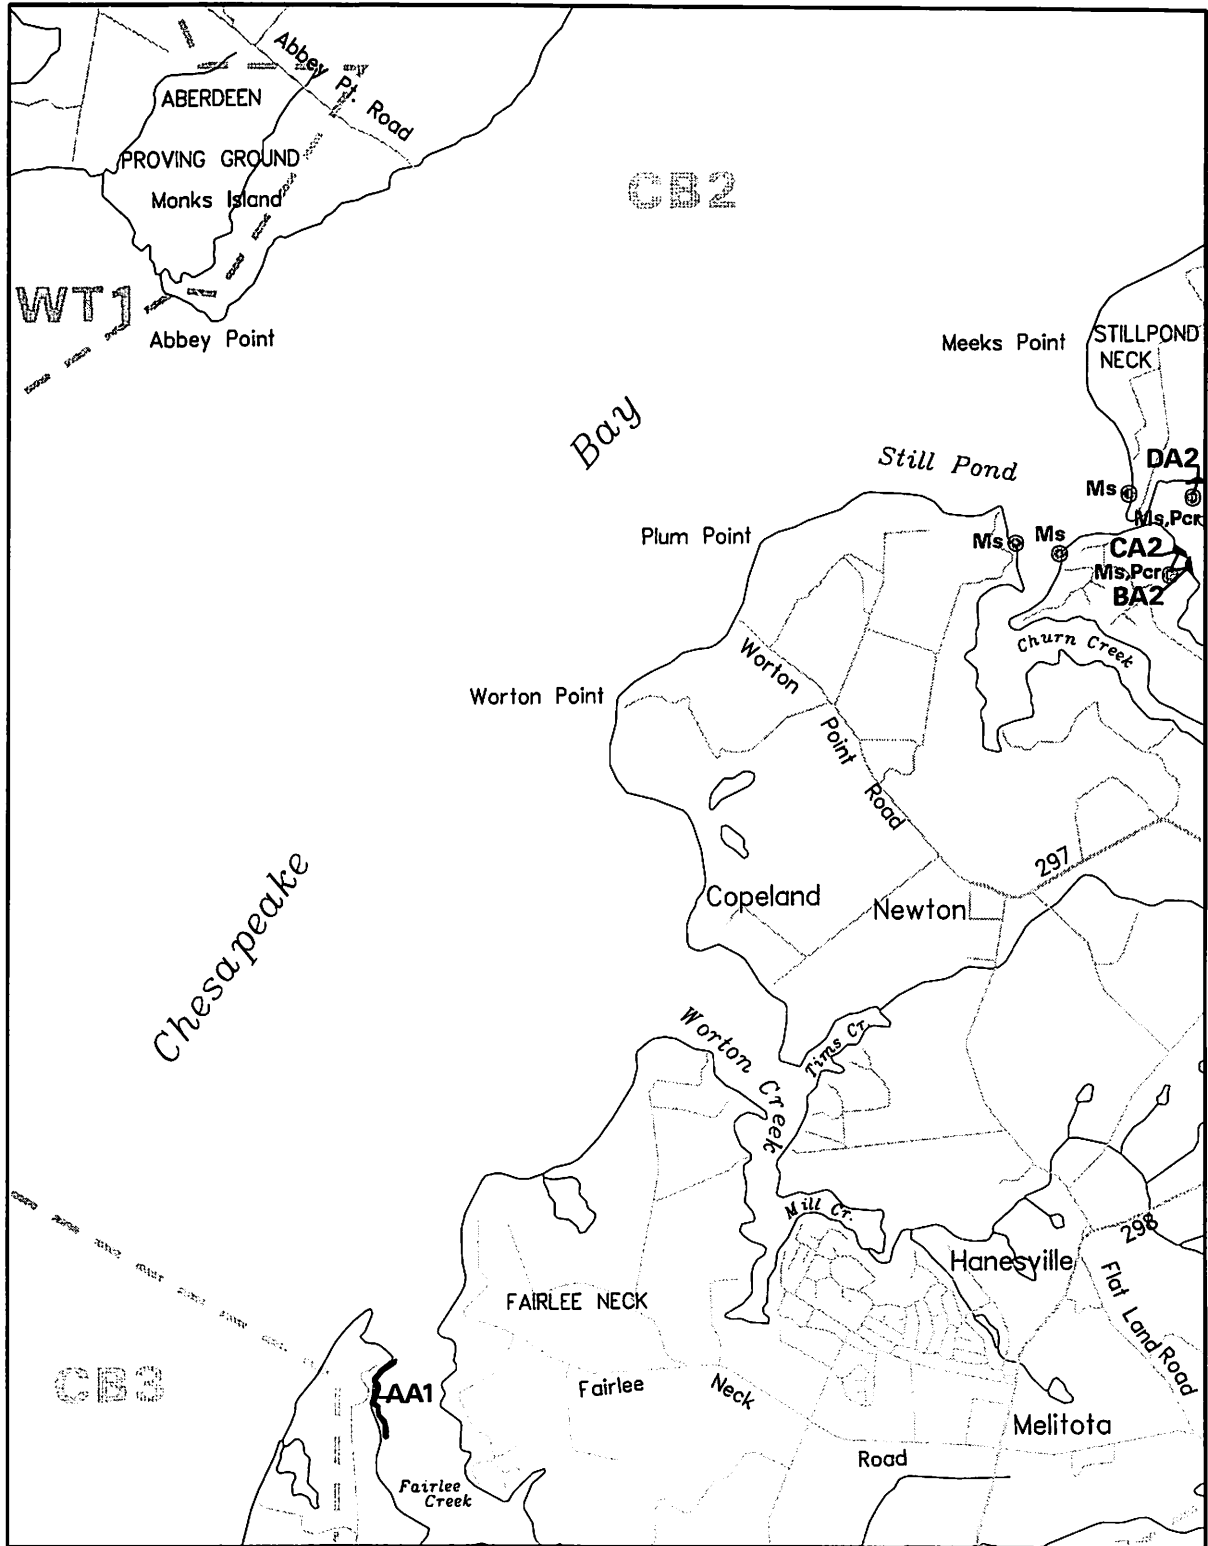 Abbey Pt. Road
ABERDEEN
PROVING GROUND
Monks Island
CB2
WT1
Abbey Point
Meeks Point
STILLPOND
NECK
Bay
Still Pond
DA2
Ms
Ms,Pcr
Plum Point
Ms
Ms
CA2
Ms,Pcr
BA2
Churn Creek
Worton Point Road
Worton Point
297
Copeland
Newton
Chesapeake
Worton Creek
Tims Cr.
Mill Cr.
298
Hanesville
Flat Land Road
FAIRLEE NECK
CB3
AA1
Fairlee Neck Road
Melitota
Fairlee
Creek